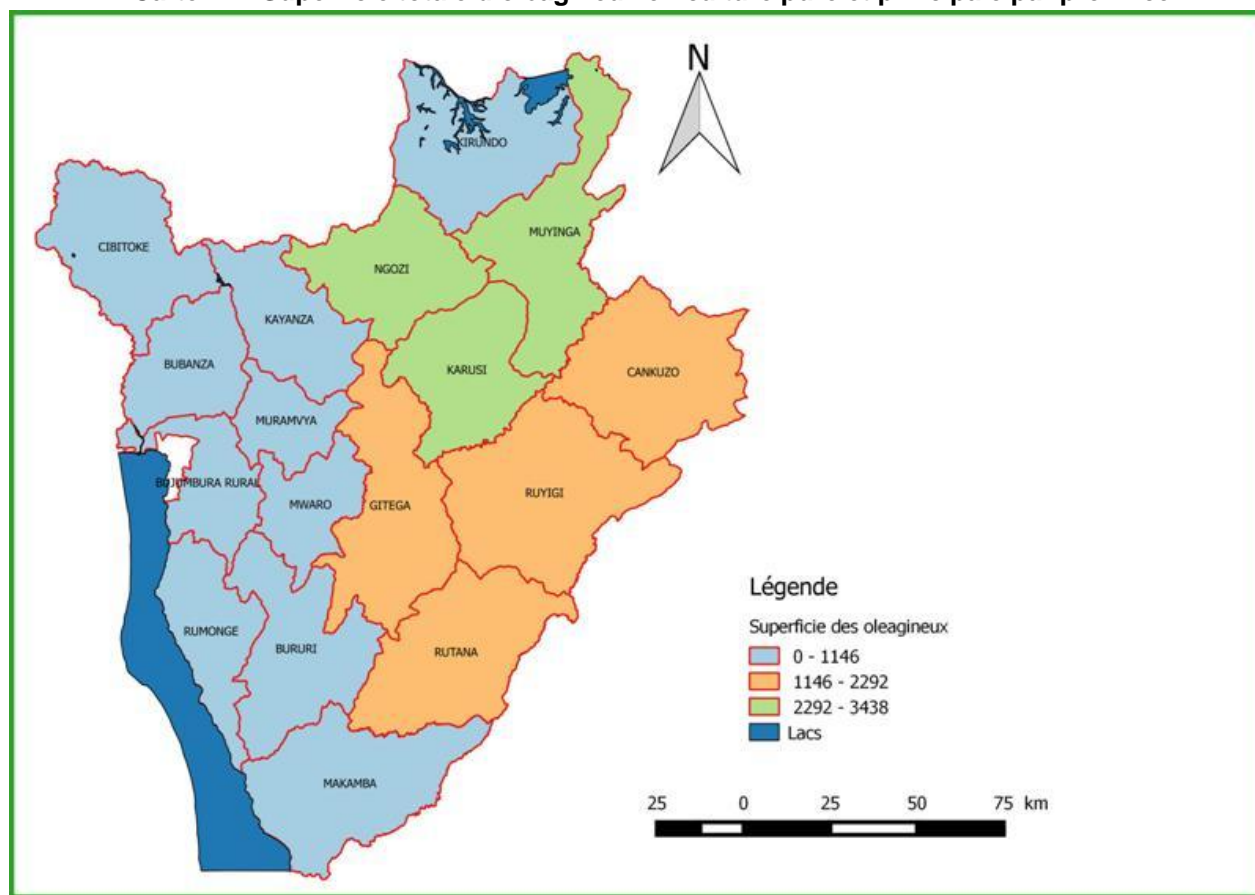 N
KIRUNDO
MUYINGA
CIBITOKE
NGOZI
KAYANZA
BUBANZA
KARUSI
CANKUZO
MURAMVYA
BUJUMBURA RURAL
MWARO
GITEGA
RUYIGI
RUMONGE
BURURI
RUTANA
MAKAMBA
Légende
Superficie des oleagineux
0 - 1146
1146 - 2292
2292 - 3438
Lacs
25 0 25 50 75 km